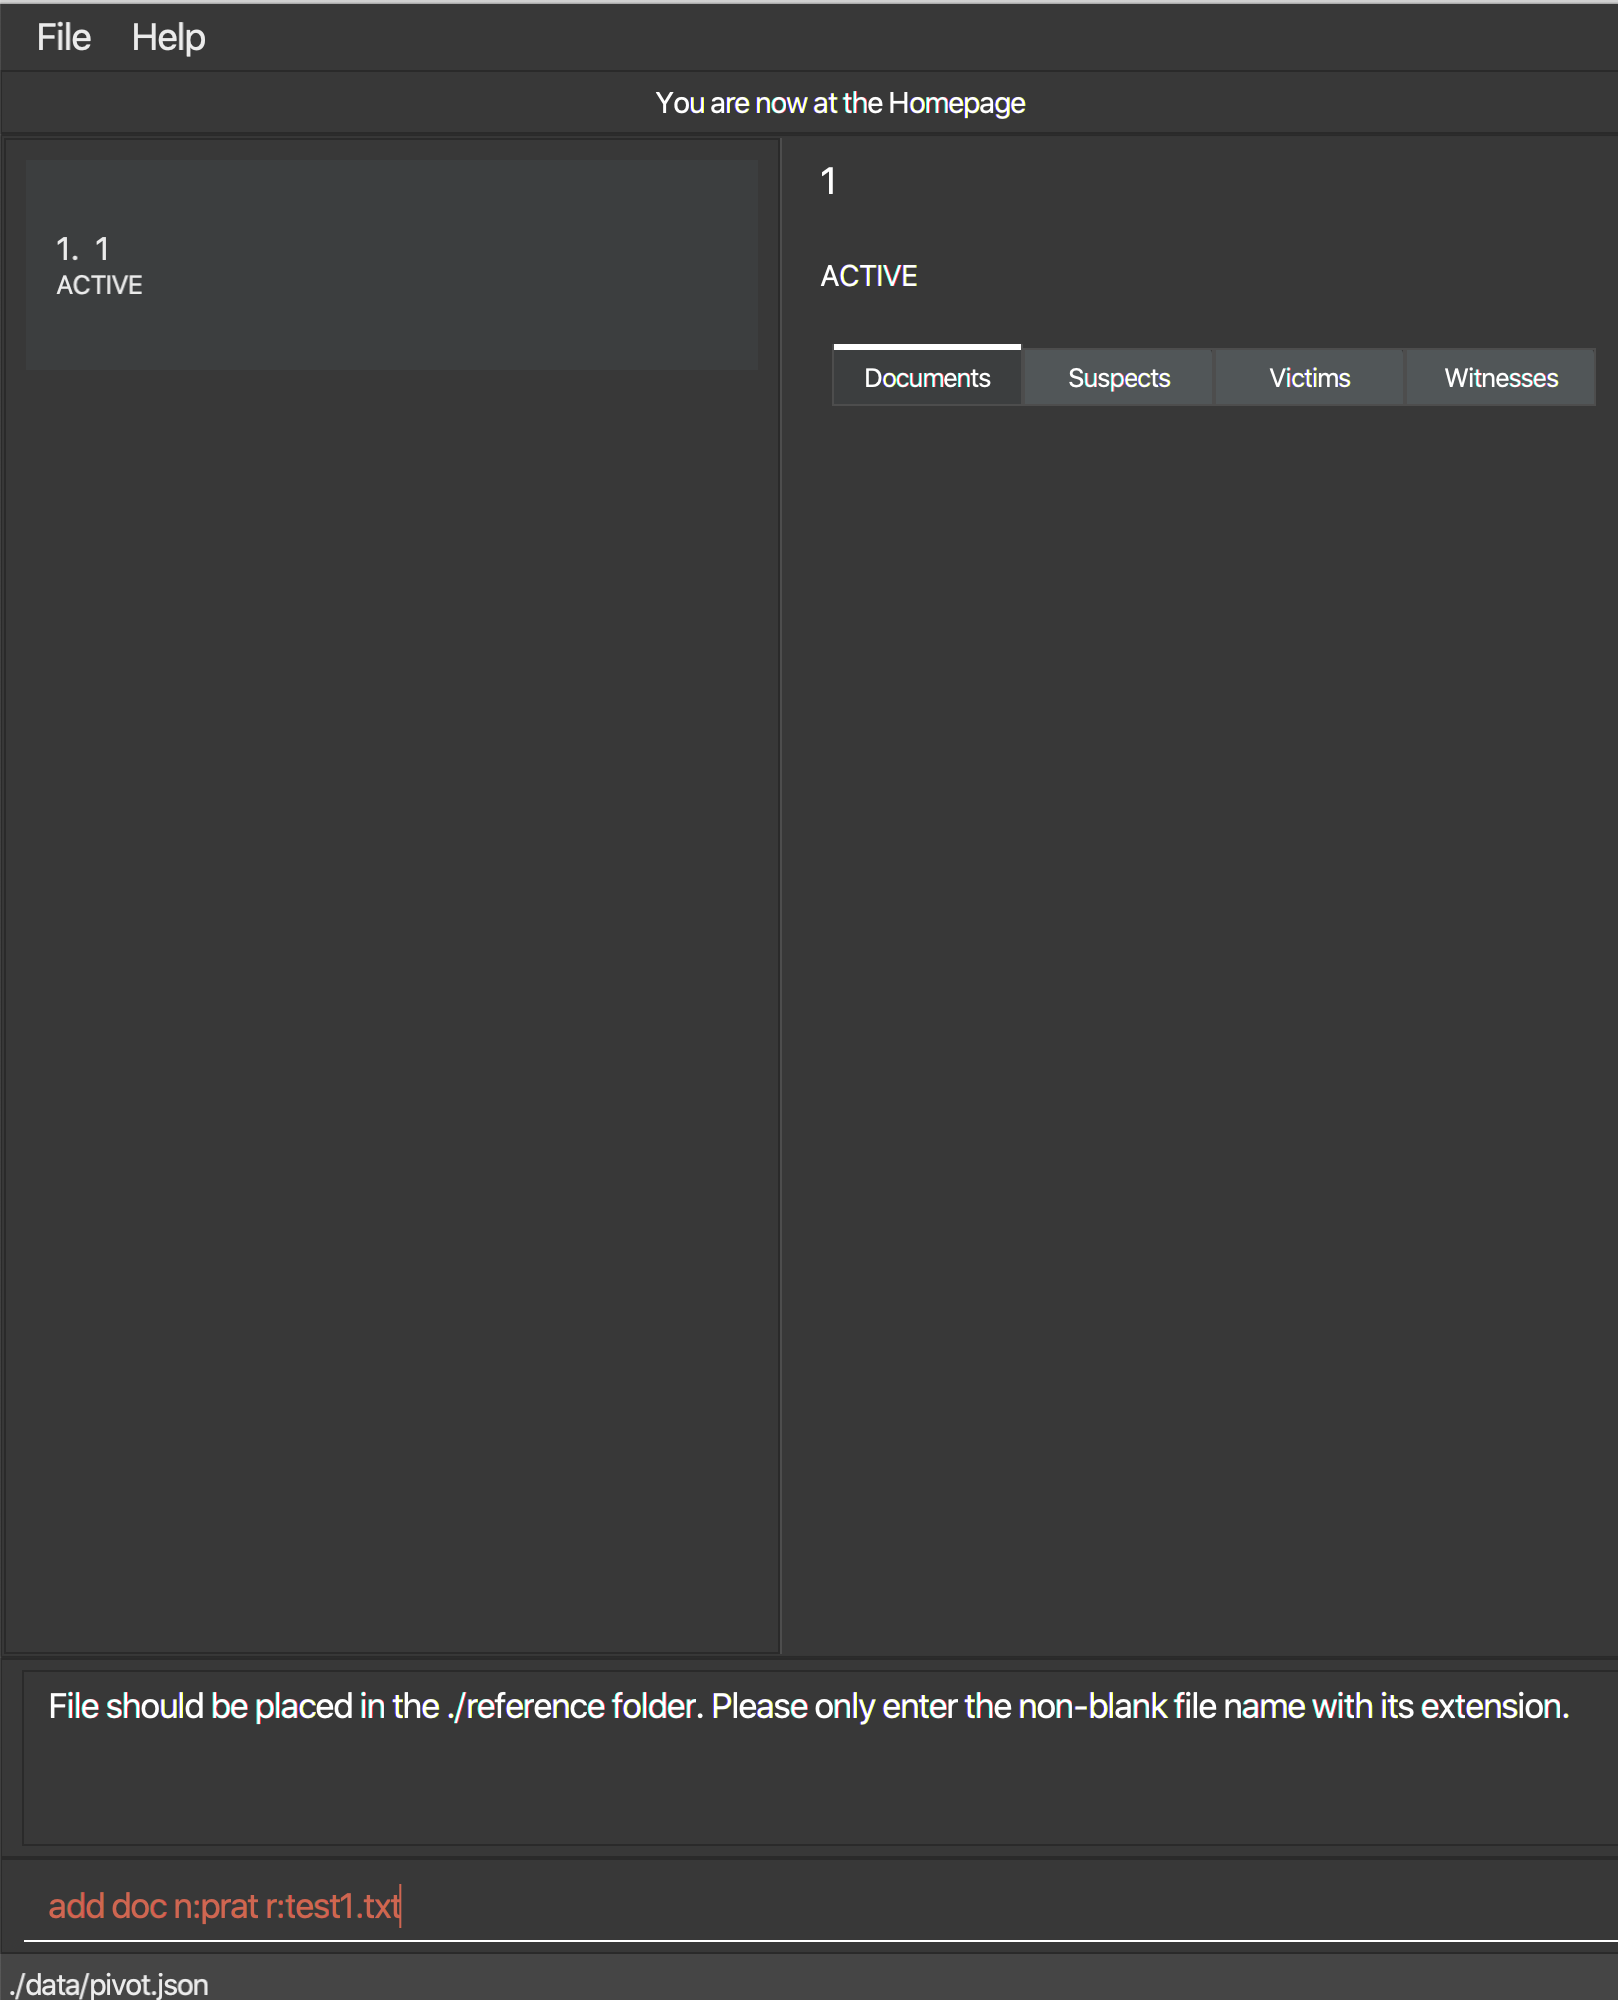 File Help
You are now at the Homepage
1. 1
ACTIVE
1
ACTIVE
Documents Suspects Victims Witnesses
File should be placed in the ./reference folder. Please only enter the non-blank file name with its extension.
add doc n:prat r:test1.txt
./data/pivot.json